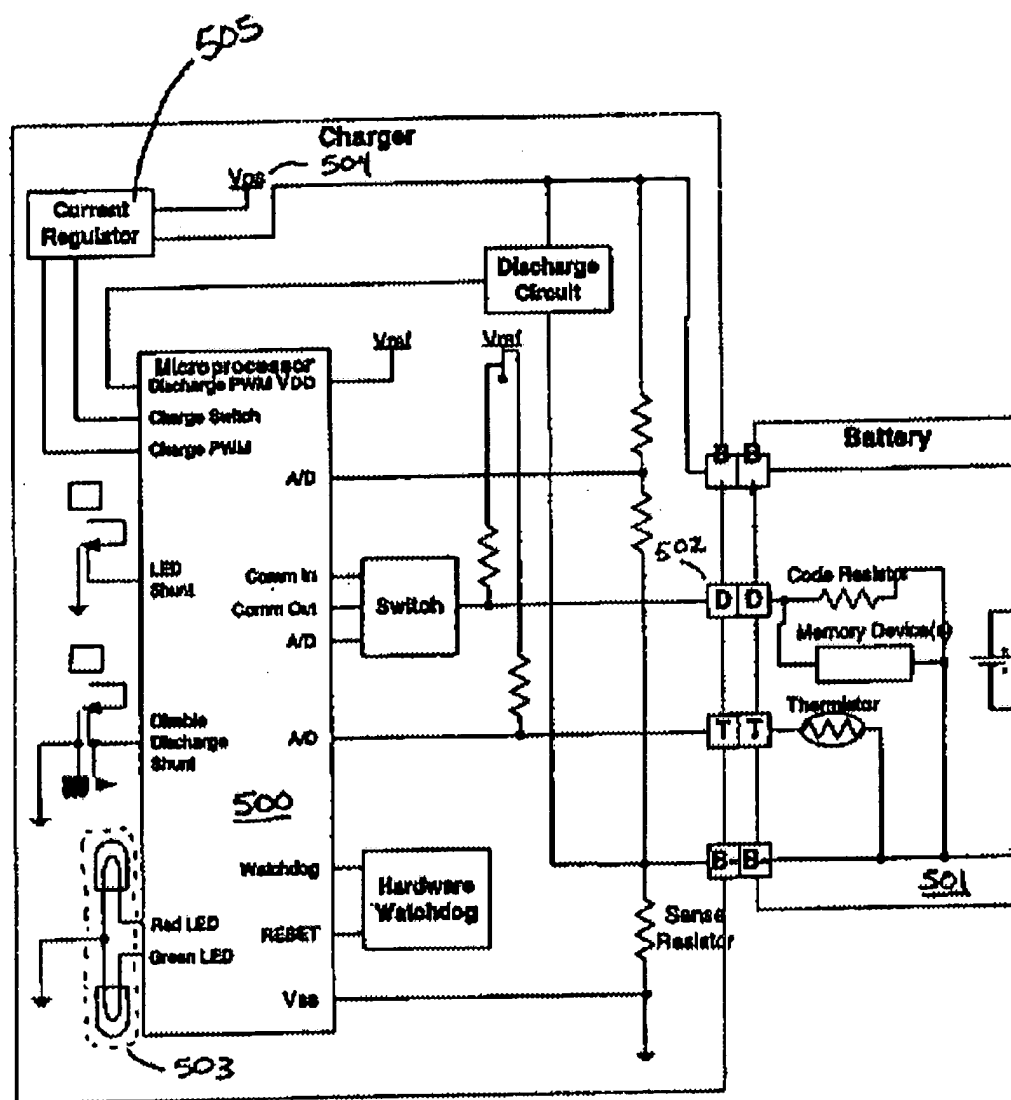 505
Charger
504
Vps
Current
Regulator
Discharge
Circuit
Vref
Vref
Microprocessor
Discharge PWM VDD
Charge Switch
Charge PWM
Battery
B B
A/D
502
LED
Shunt
Comm In
Comm Out
A/D
Switch
D D
Code Resistor
Memory Device(s)
Thermistor
Disable
Discharge
Shunt
A/D
T T
500
Watchdog
RESET
Hardware
Watchdog
B- B-
501
Red LED
Green LED
Sense
Resistor
Vss
503